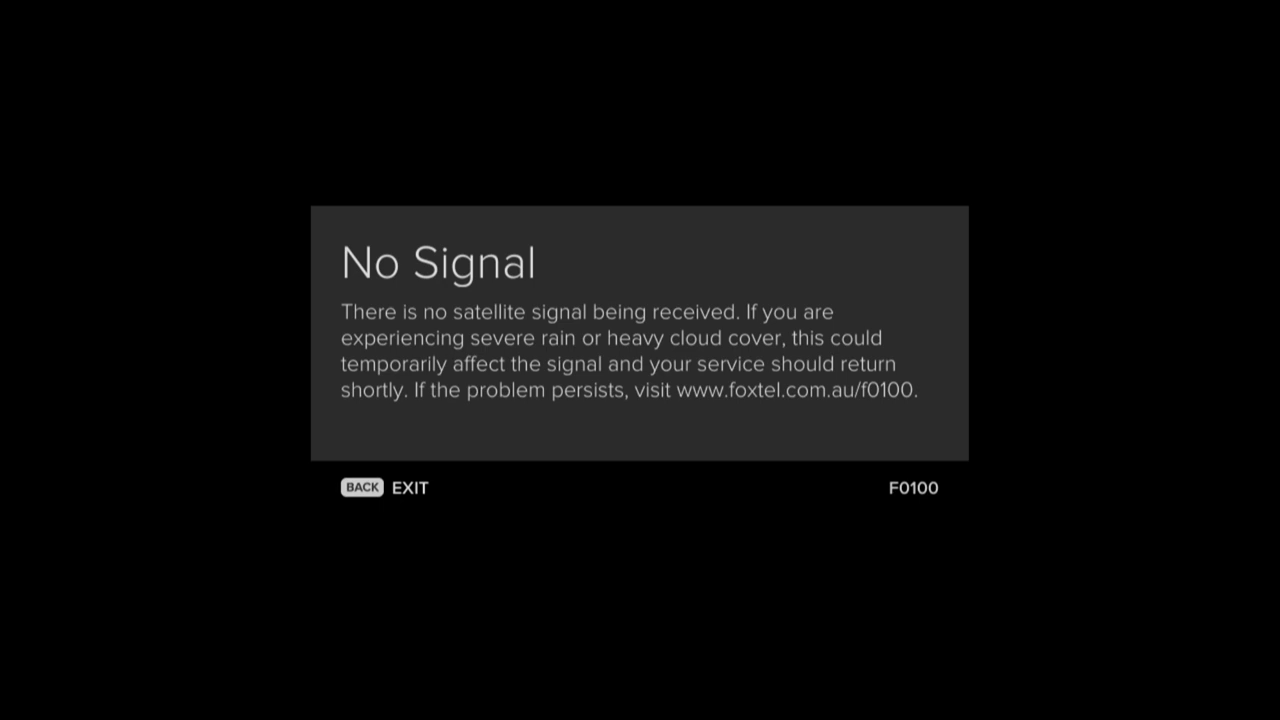 No Signal
There is no satellite signal being received. If you are
experiencing severe rain or heavy cloud cover, this could
temporarily affect the signal and your service should return
shortly. If the problem persists, visit www.foxtel.com.au/f0100.
BACK EXIT F0100